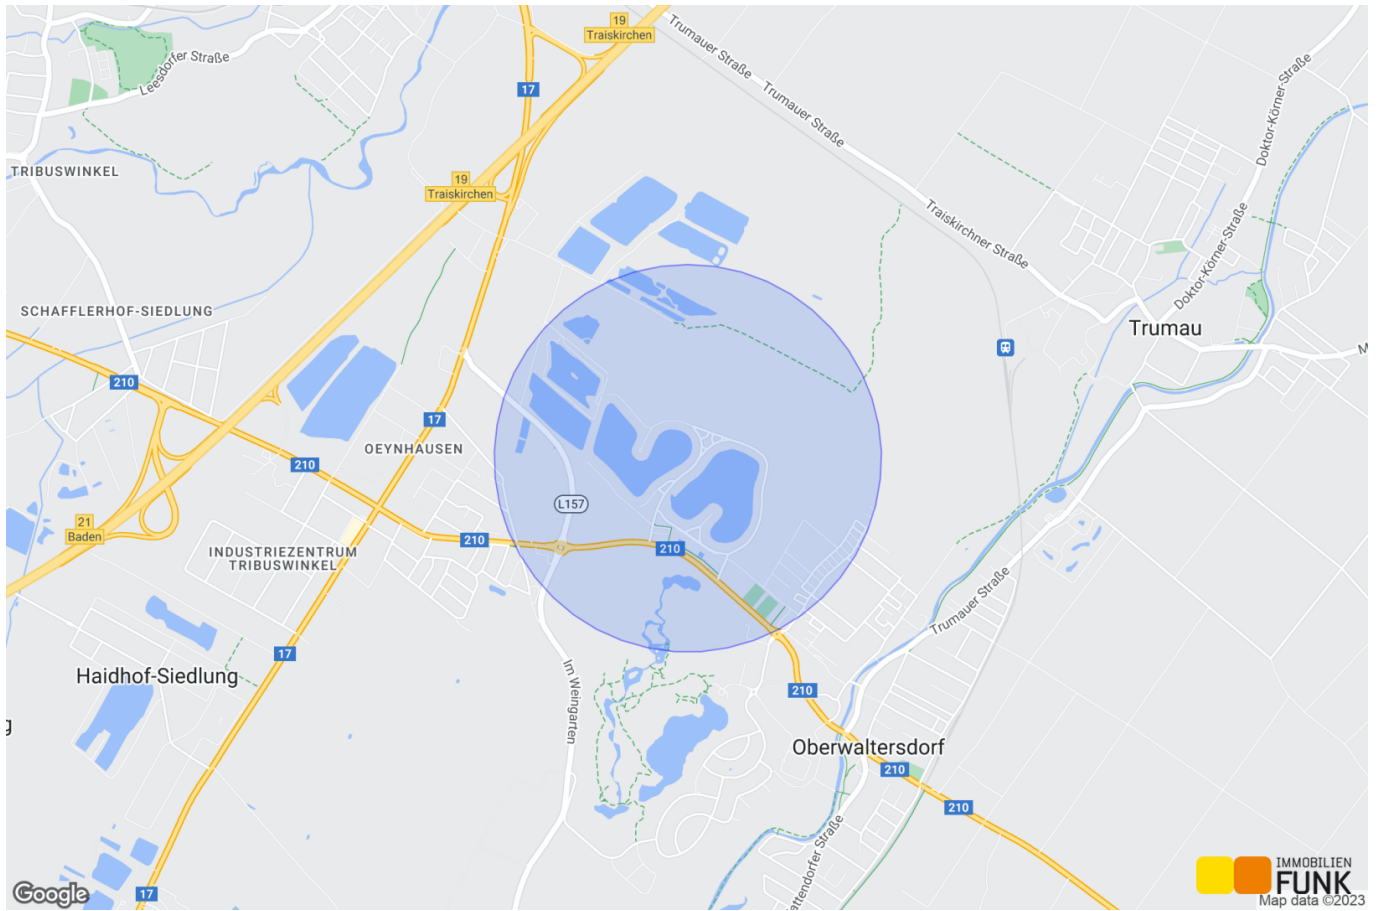 19
Traiskirchen
Trumauer Straße
Leesdorfer Straße
17
Trumauer Straße
Doktor-Körner-Straße
TRIBUSWINKEL
19
Traiskirchen
Traiskirchner Straße
Doktor-Körner-Straße
SCHAFFLERHOF-SIEDLUNG
Trumau
M
210
17
OEYNHAUSEN
210
L157
21
Baden
210
210
INDUSTRIEZENTRUM
TRIBUSWINKEL
Trumauer Straße
17
Haidhof-Siedlung
Im Weingarten
210
g
Oberwaltersdorf
210
210
attendorfer Straße
17
Google
IMMOBILIEN
FUNK
Map data ©2023